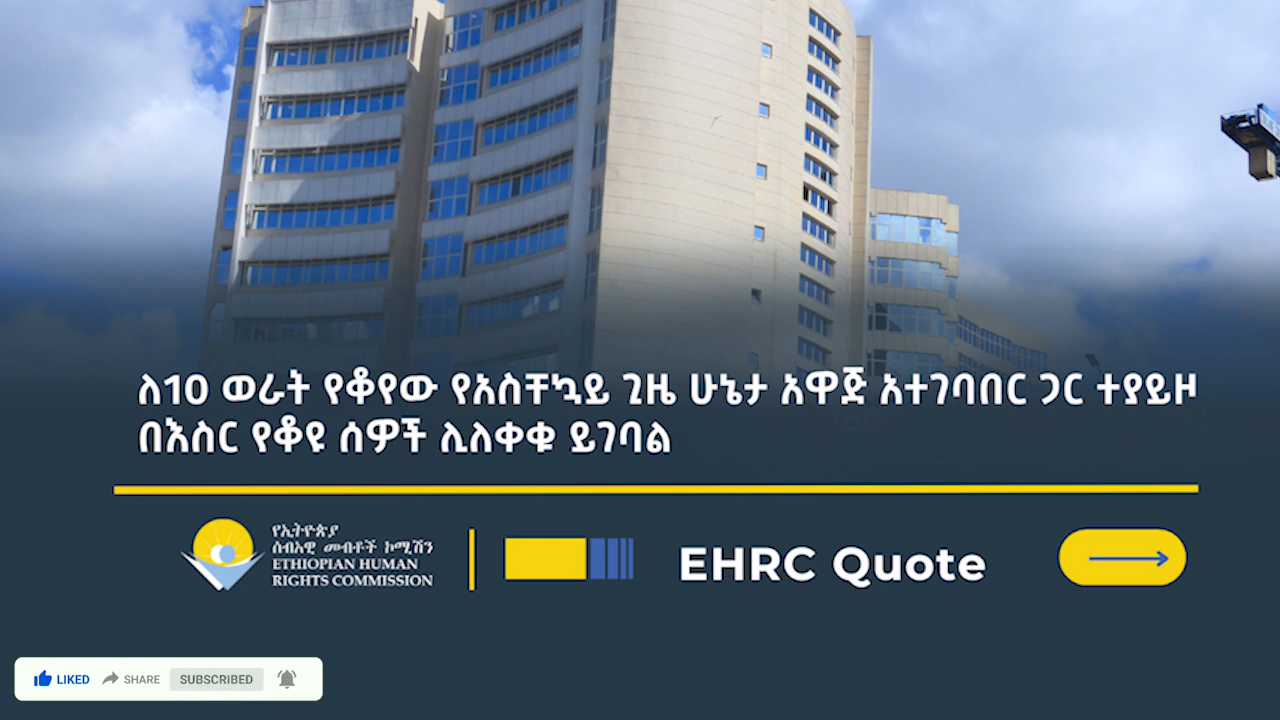 ለ10 ወራት የቆየው የአስቸኳይ ጊዜ ሁኔታ አዋጅ አተገባበር ጋር ተያይዞ
በእስር የቆዩ ሰዎች ሊለቀቁ ይገባል
የኢትዮጵያ
ሰብአዊ መብቶች ኮሚሽን
ETHIOPIAN HUMAN
RIGHTS COMMISSION
EHRC Quote
LIKED SHARE SUBSCRIBED